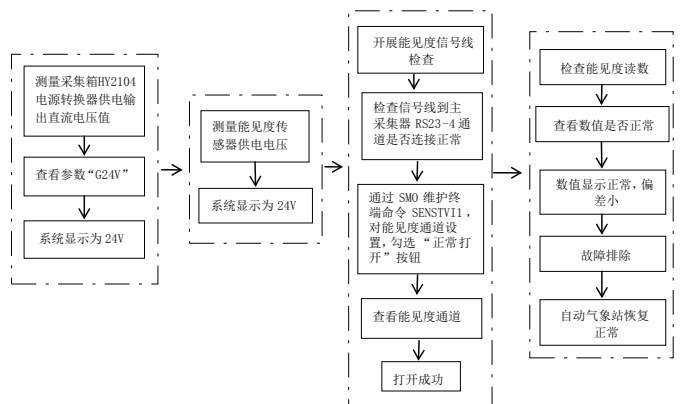 测量采集箱HY2104
电源转换器供电输
出直流电压值
查看参数“G24V”
系统显示为 24V
测量能见度传
感器供电电压
系统显示为 24V
开展能见度信号线
检查
检查信号线到主
采集器 RS23-4 通
道是否连接正常
通过 SMO 维护终
端命令 SENSTVI1，
对能见度通道设
置，勾选 “正常打
开”按钮
查看能见度通道
打开成功
检查能见度读数
查看数值是否正常
数值显示正常，偏
差小
故障排除
自动气象站恢复
正常